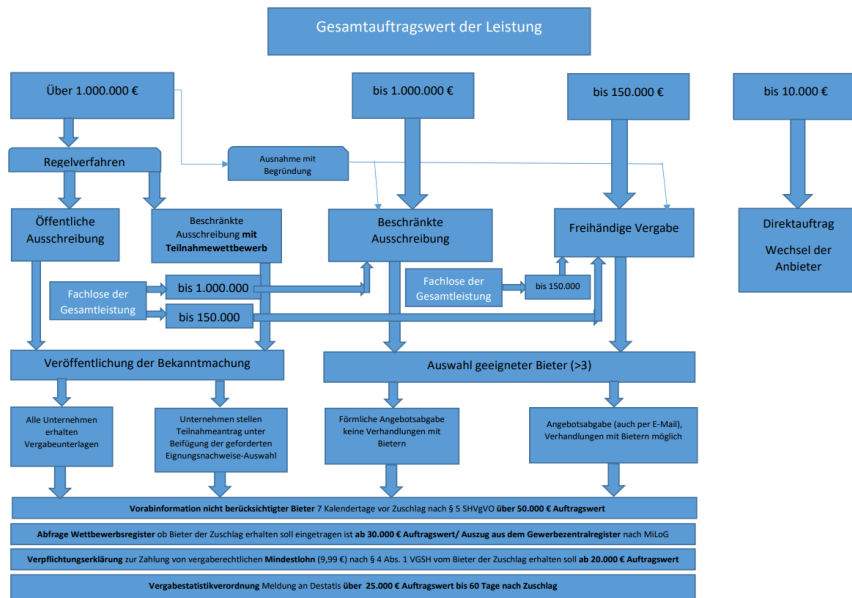 Gesamtauftragswert der Leistung
Über 1.000.000 €
bis 1.000.000 €
bis 150.000 €
bis 10.000 €
Regelverfahren
Ausnahme mit
Begründung
Öffentliche
Ausschreibung
Beschränkte
Ausschreibung mit
Teilnahmewettbewerb
Beschränkte
Ausschreibung
Freihändige Vergabe
Direktauftrag
Wechsel der
Anbieter
Fachlose der
Gesamtleistung
bis 1.000.000
bis 150.000
Fachlose der
Gesamtleistung
bis 150.000
Veröffentlichung der Bekanntmachung
Auswahl geeigneter Bieter (>3)
Alle Unternehmen
erhalten
Vergabeunterlagen
Unternehmen stellen
Teilnahmeantrag unter
Beifügung der geforderten
Eignungsnachweise-Auswahl
Förmliche Angebotsabgabe
keine Verhandlungen mit
Bietern
Angebotsabgabe (auch per E-Mail),
Verhandlungen mit Bietern möglich
Vorabinformation nicht berücksichtigter Bieter 7 Kalendertage vor Zuschlag nach § 5 SHVgVO über 50.000 € Auftragswert
Abfrage Wettbewerbsregister ob Bieter der Zuschlag erhalten soll eingetragen ist ab 30.000 € Auftragswert/ Auszug aus dem Gewerbezentralregister nach MiLoG
Verpflichtungserklärung zur Zahlung von vergaberechtlichen Mindestlohn (9,99 €) nach § 4 Abs. 1 VGSH vom Bieter der Zuschlag erhalten soll ab 20.000 € Auftragswert
Vergabestatistikverordnung Meldung an Destatis über 25.000 € Auftragswert bis 60 Tage nach Zuschlag